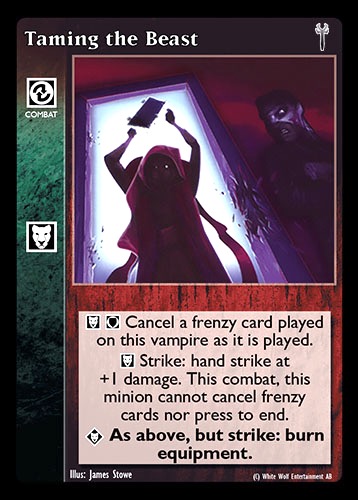 Taming the Beast
COMBAT
Cancel a frenzy card played
on this vampire as it is played.
Strike: hand strike at
+1 damage. This combat, this
minion cannot cancel frenzy
cards nor press to end.
As above, but strike: burn
equipment.
Illus: James Stowe
(C) White Wolf Entertainment AB